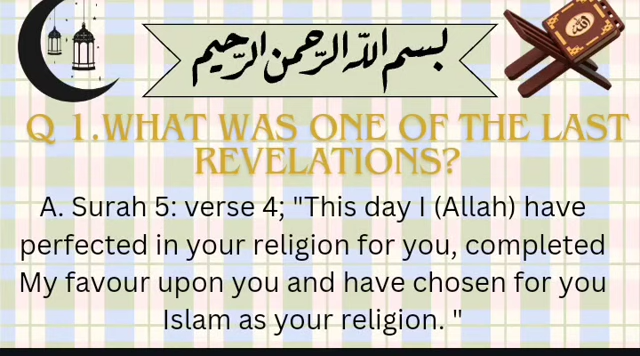 بسم الله الرحمن الرحيم
Q 1.WHAT WAS ONE OF THE LAST
REVELATIONS?
A. Surah 5: verse 4; "This day I (Allah) have
perfected in your religion for you, completed
My favour upon you and have chosen for you
Islam as your religion. "